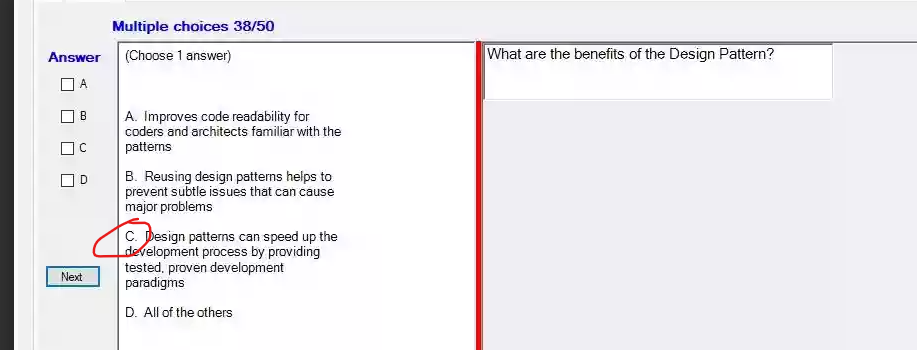 Multiple choices 38/50
Answer
A
B
C
D
Next
(Choose 1 answer)
A. Improves code readability for
coders and architects familiar with the
patterns
B. Reusing design patterns helps to
prevent subtle issues that can cause
major problems
C. Design patterns can speed up the
development process by providing
tested, proven development
paradigms
D. All of the others
What are the benefits of the Design Pattern?